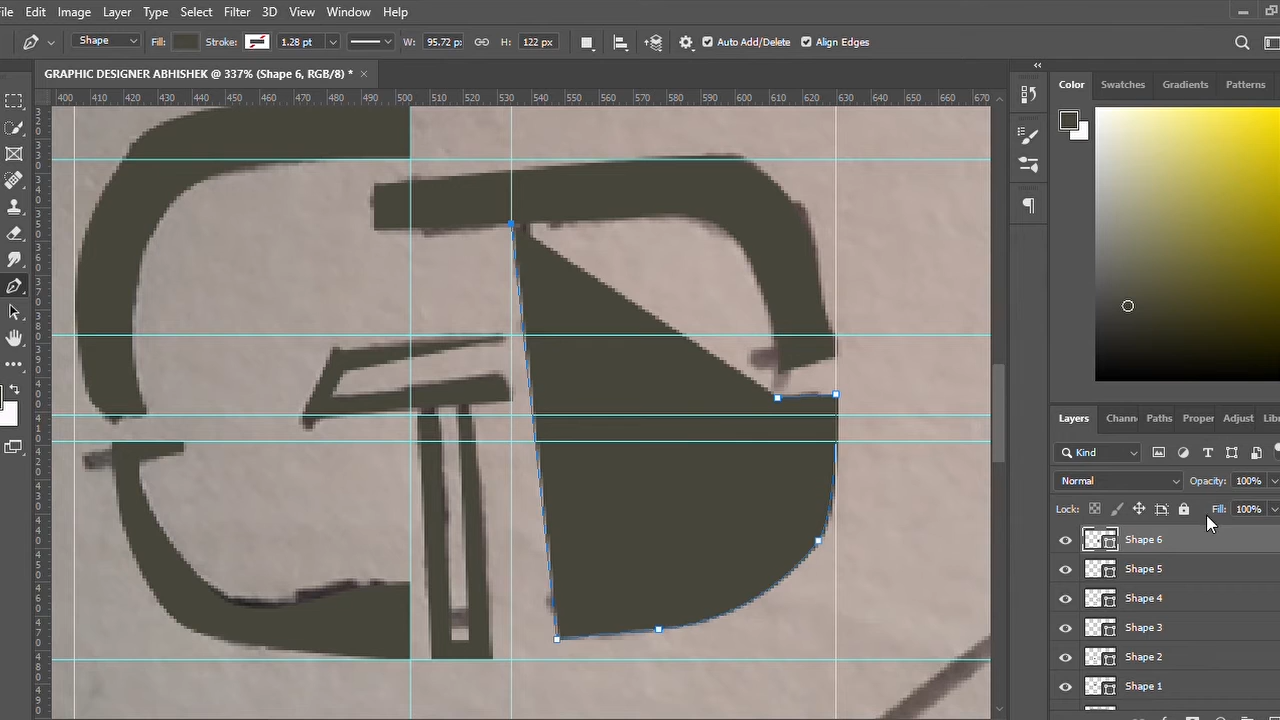 File Edit Image Layer Type Select Filter 3D View Window Help
Shape Fill: Stroke: 1.28 pt W: 95.72 px H: 122 px Auto Add/Delete Align Edges
GRAPHIC DESIGNER ABHISHEK @ 337% (Shape 6, RGB/8) * ×
400 410 420 430 440 450 460 470 480 490 500 510 520 530 540 550 560 570 580 590 600 610 620 630 640 650 660 670
Color Swatches Gradients Patterns
Layers Chann Paths Proper Adjust Lib
Kind
Normal Opacity: 100%
Lock: Fill: 100%
Shape 6
Shape 5
Shape 4
Shape 3
Shape 2
Shape 1